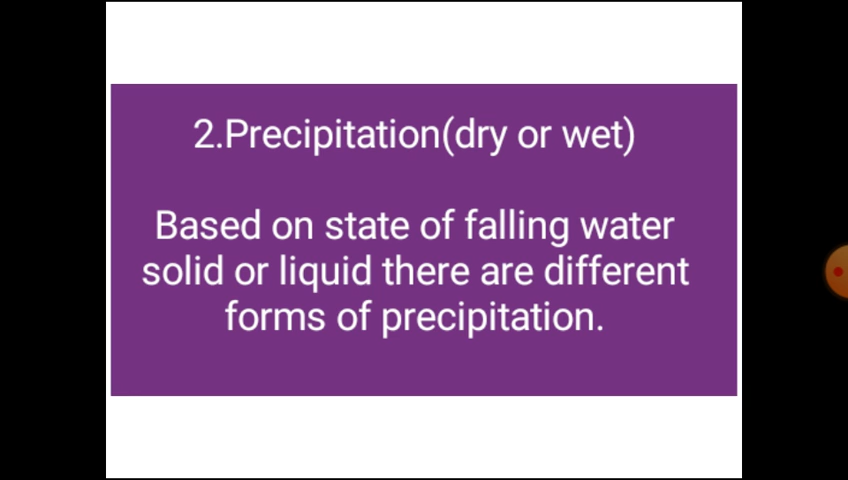 2.Precipitation(dry or wet)
Based on state of falling water
solid or liquid there are different
forms of precipitation.